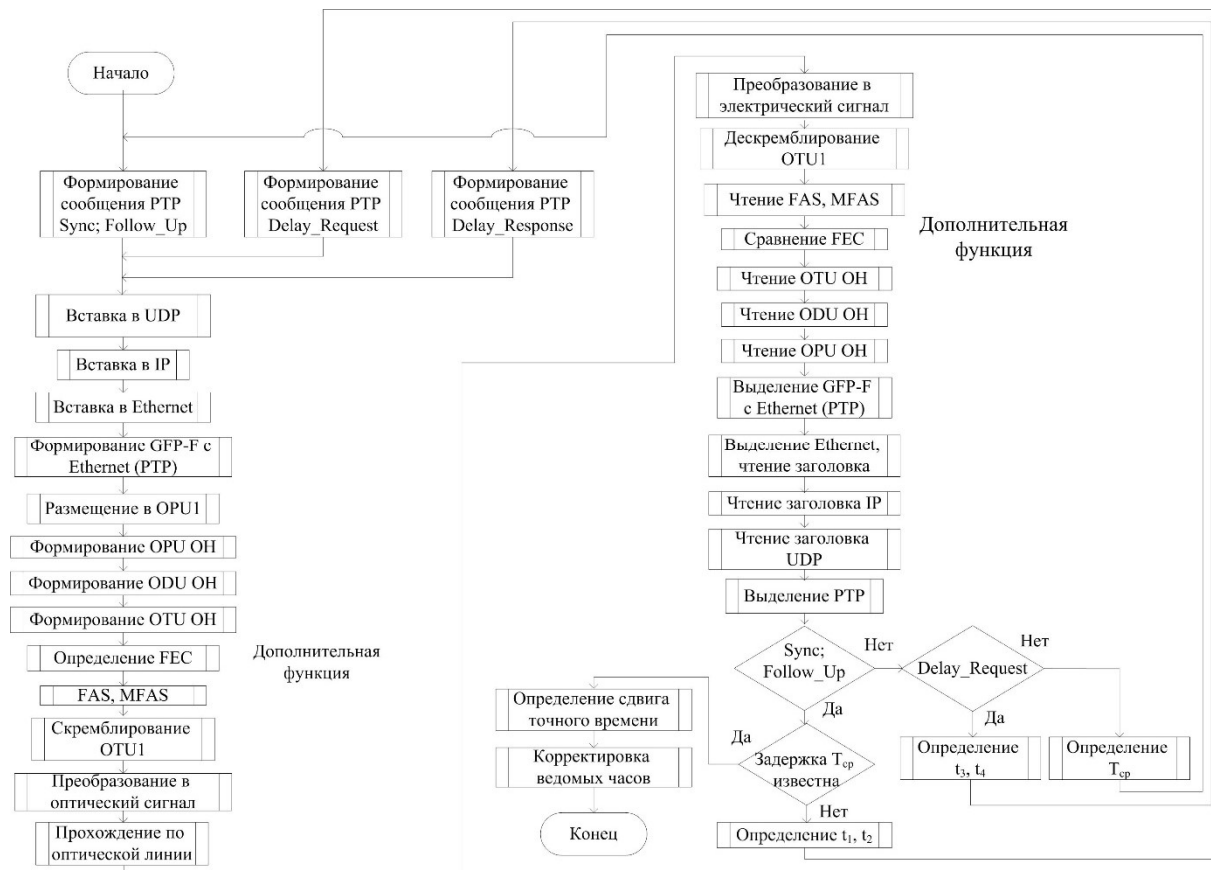 Начало
Формирование
сообщения PTP
Sync; Follow_Up
Формирование
сообщения PTP
Delay_Request
Формирование
сообщения PTP
Delay_Response
Вставка в UDP
Вставка в IP
Вставка в Ethernet
Формирование GFP-F с
Ethernet (PTP)
Размещение в OPU1
Формирование OPU OH
Формирование ODU OH
Формирование OTU OH
Определение FEC
FAS, MFAS
Скремблирование
OTU1
Преобразование в
оптический сигнал
Прохождение по
оптической линии
Дополнительная
функция
Преобразование в
электрический сигнал
Дескремблирование
OTU1
Чтение FAS, MFAS
Сравнение FEC
Чтение OTU OH
Чтение ODU OH
Чтение OPU OH
Выделение GFP-F
с Ethernet (PTP)
Выделение Ethernet,
чтение заголовка
Чтение заголовка IP
Чтение заголовка
UDP
Выделение PTP
Дополнительная
функция
Sync;
Follow_Up
Нет
Delay_Request
Нет
Да
Да
Определение
t₃, t₄
Определение
Tср
Задержка Tср
известна
Да
Определение сдвига
точного времени
Корректировка
ведомых часов
Конец
Нет
Определение t₁, t₂